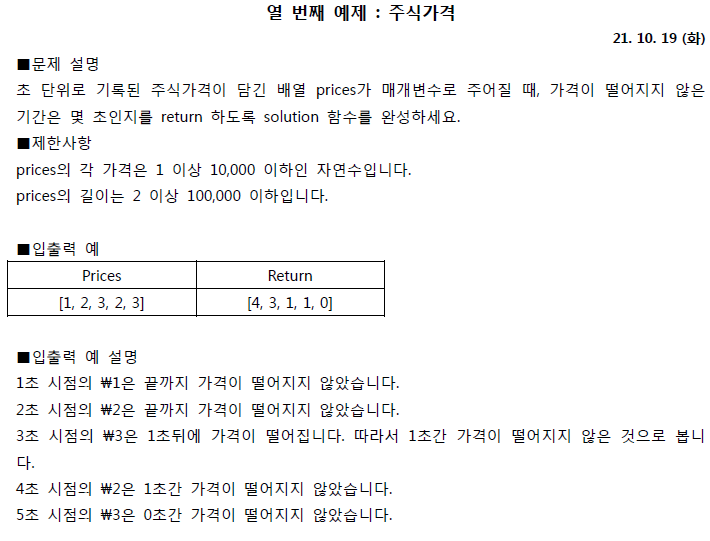 열 번째 예제 : 주식가격
21. 10. 19 (화)
■문제 설명
초 단위로 기록된 주식가격이 담긴 배열 prices가 매개변수로 주어질 때, 가격이 떨어지지 않은
기간은 몇 초인지를 return 하도록 solution 함수를 완성하세요.
■제한사항
prices의 각 가격은 1 이상 10,000 이하인 자연수입니다.
prices의 길이는 2 이상 100,000 이하입니다.
■입출력 예
Prices Return
[1, 2, 3, 2, 3] [4, 3, 1, 1, 0]
■입출력 예 설명
1초 시점의 ₩1은 끝까지 가격이 떨어지지 않았습니다.
2초 시점의 ₩2은 끝까지 가격이 떨어지지 않았습니다.
3초 시점의 ₩3은 1초뒤에 가격이 떨어집니다. 따라서 1초간 가격이 떨어지지 않은 것으로 봅니
다.
4초 시점의 ₩2은 1초간 가격이 떨어지지 않았습니다.
5초 시점의 ₩3은 0초간 가격이 떨어지지 않았습니다.